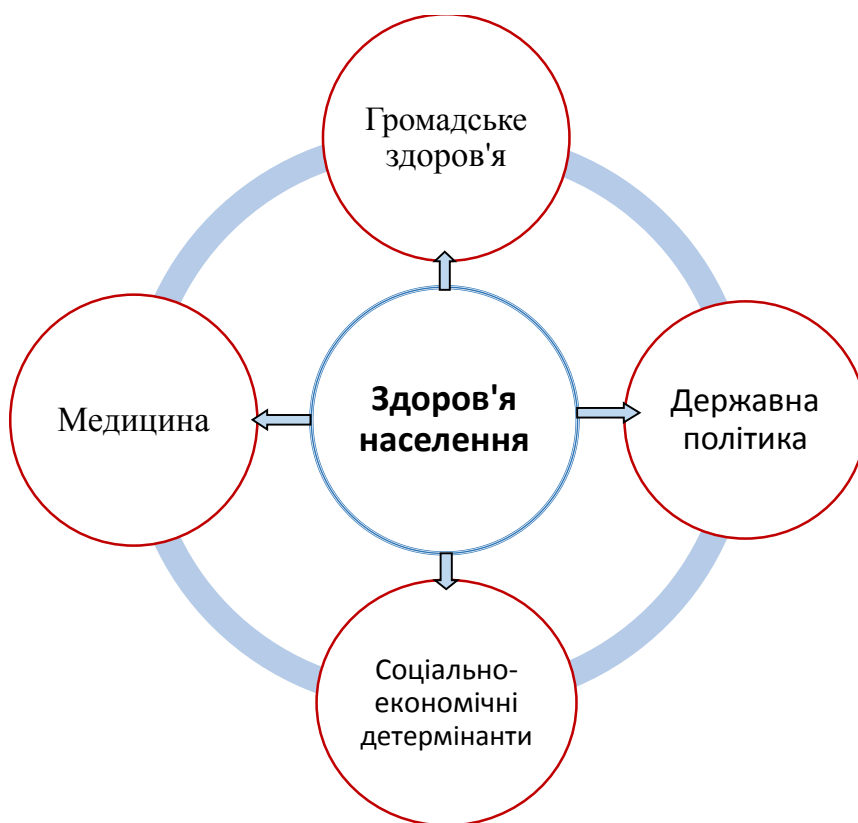 Громадське
здоров'я
Медицина
Здоров'я
населення
Державна
політика
Соціально-
економічні
детермінанти